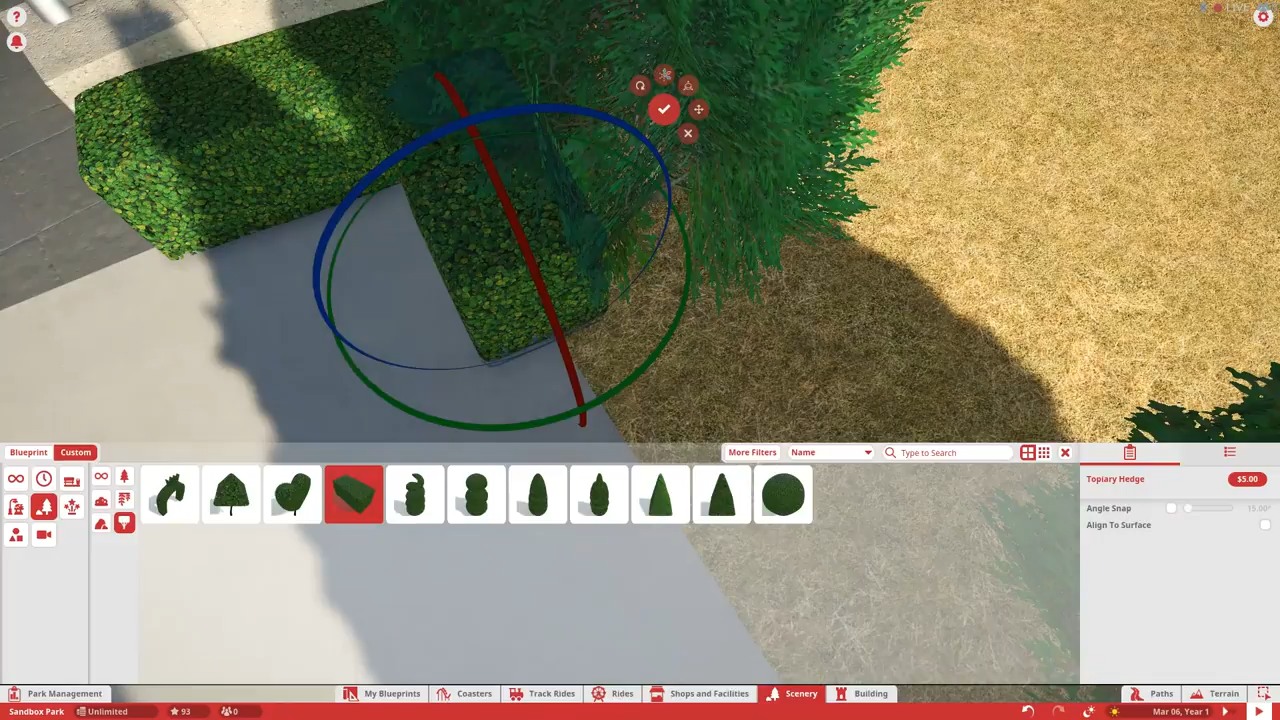 LIVE
Blueprint Custom More Filters Name Type to Search
Topiary Hedge $5.00
Angle Snap 15.00°
Align To Surface
Park Management My Blueprints Coasters Track Rides Rides Shops and Facilities Scenery Building Paths Terrain
Sandbox Park Unlimited 93 0 Mar 06, Year 1